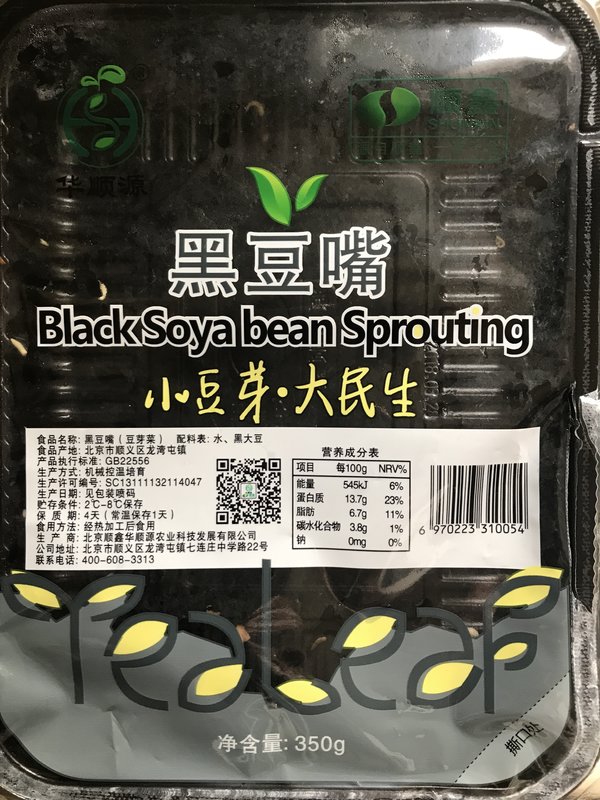 华顺源
黑豆嘴
Black Soya bean Sprouting
小豆芽·大民生
食品名称: 黑豆嘴（豆芽菜） 配料表: 水、黑大豆
食品产地: 北京市顺义区龙湾屯镇
产品执行标准: GB22556
生产方式: 机械控温培育
生产许可编号: SC13111132114047
生产日期: 见包装喷码
贮存条件: 2℃-8℃保存
保 质 期: 4天（常温保存1天）
食用方法: 经热加工后食用
生 产 商: 北京顺鑫华顺源农业科技发展有限公司
公司地址: 北京市顺义区龙湾屯镇七连庄中学路22号
联系电话: 400-608-3313
营养成分表
项目 每100g NRV%
能量 545kJ 6%
蛋白质 13.7g 23%
脂肪 6.7g 11%
碳水化合物 3.8g 1%
钠 0mg 0%
6 970223 310054
TeaLeaf
净含量: 350g
撕口处